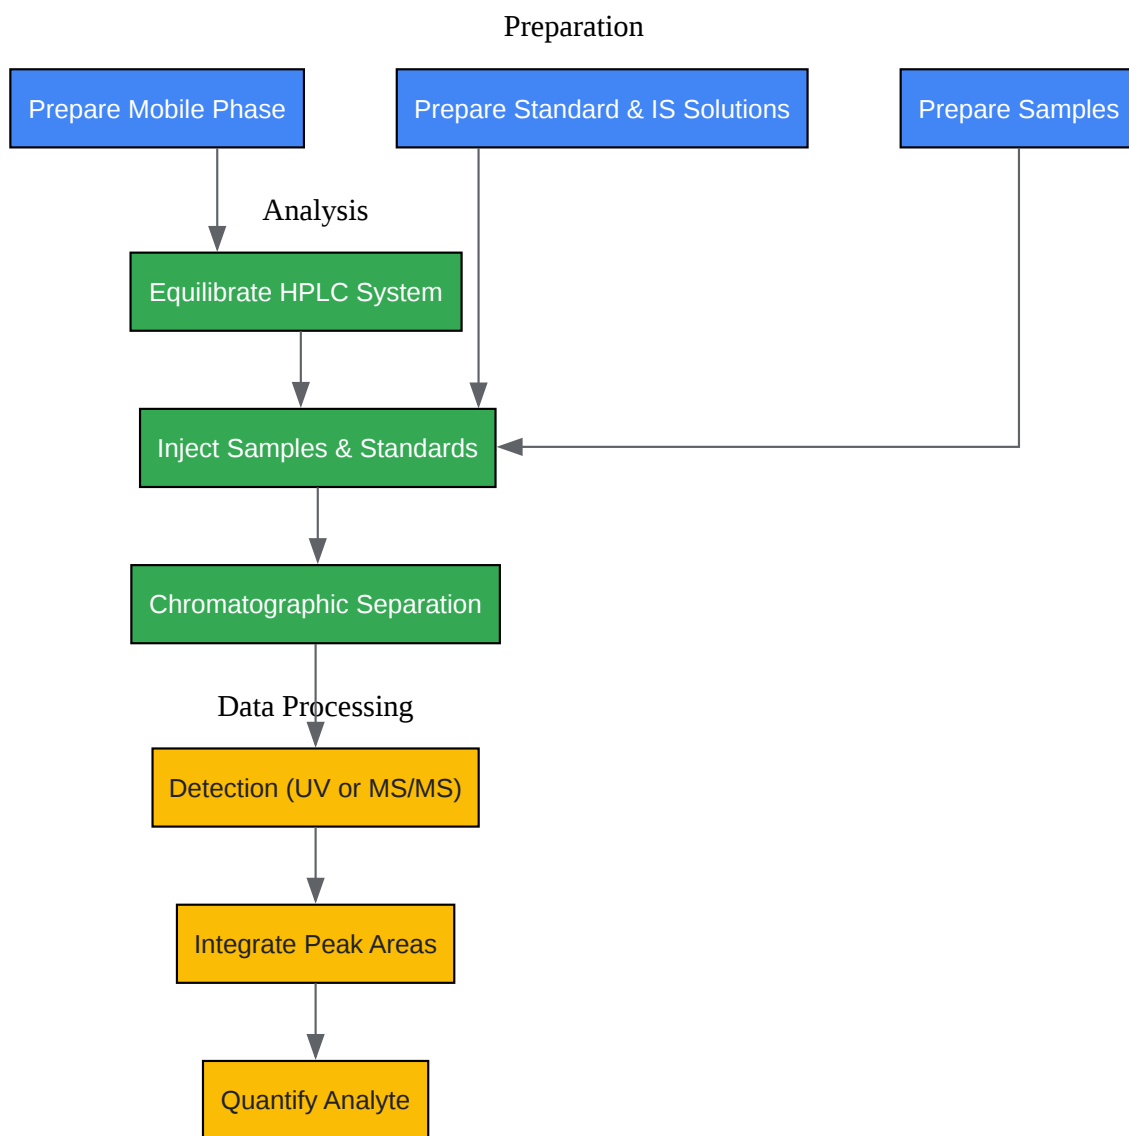 Preparation
Prepare Mobile Phase
Prepare Standard & IS Solutions
Prepare Samples
Analysis
Equilibrate HPLC System
Inject Samples & Standards
Chromatographic Separation
Data Processing
Detection (UV or MS/MS)
Integrate Peak Areas
Quantify Analyte